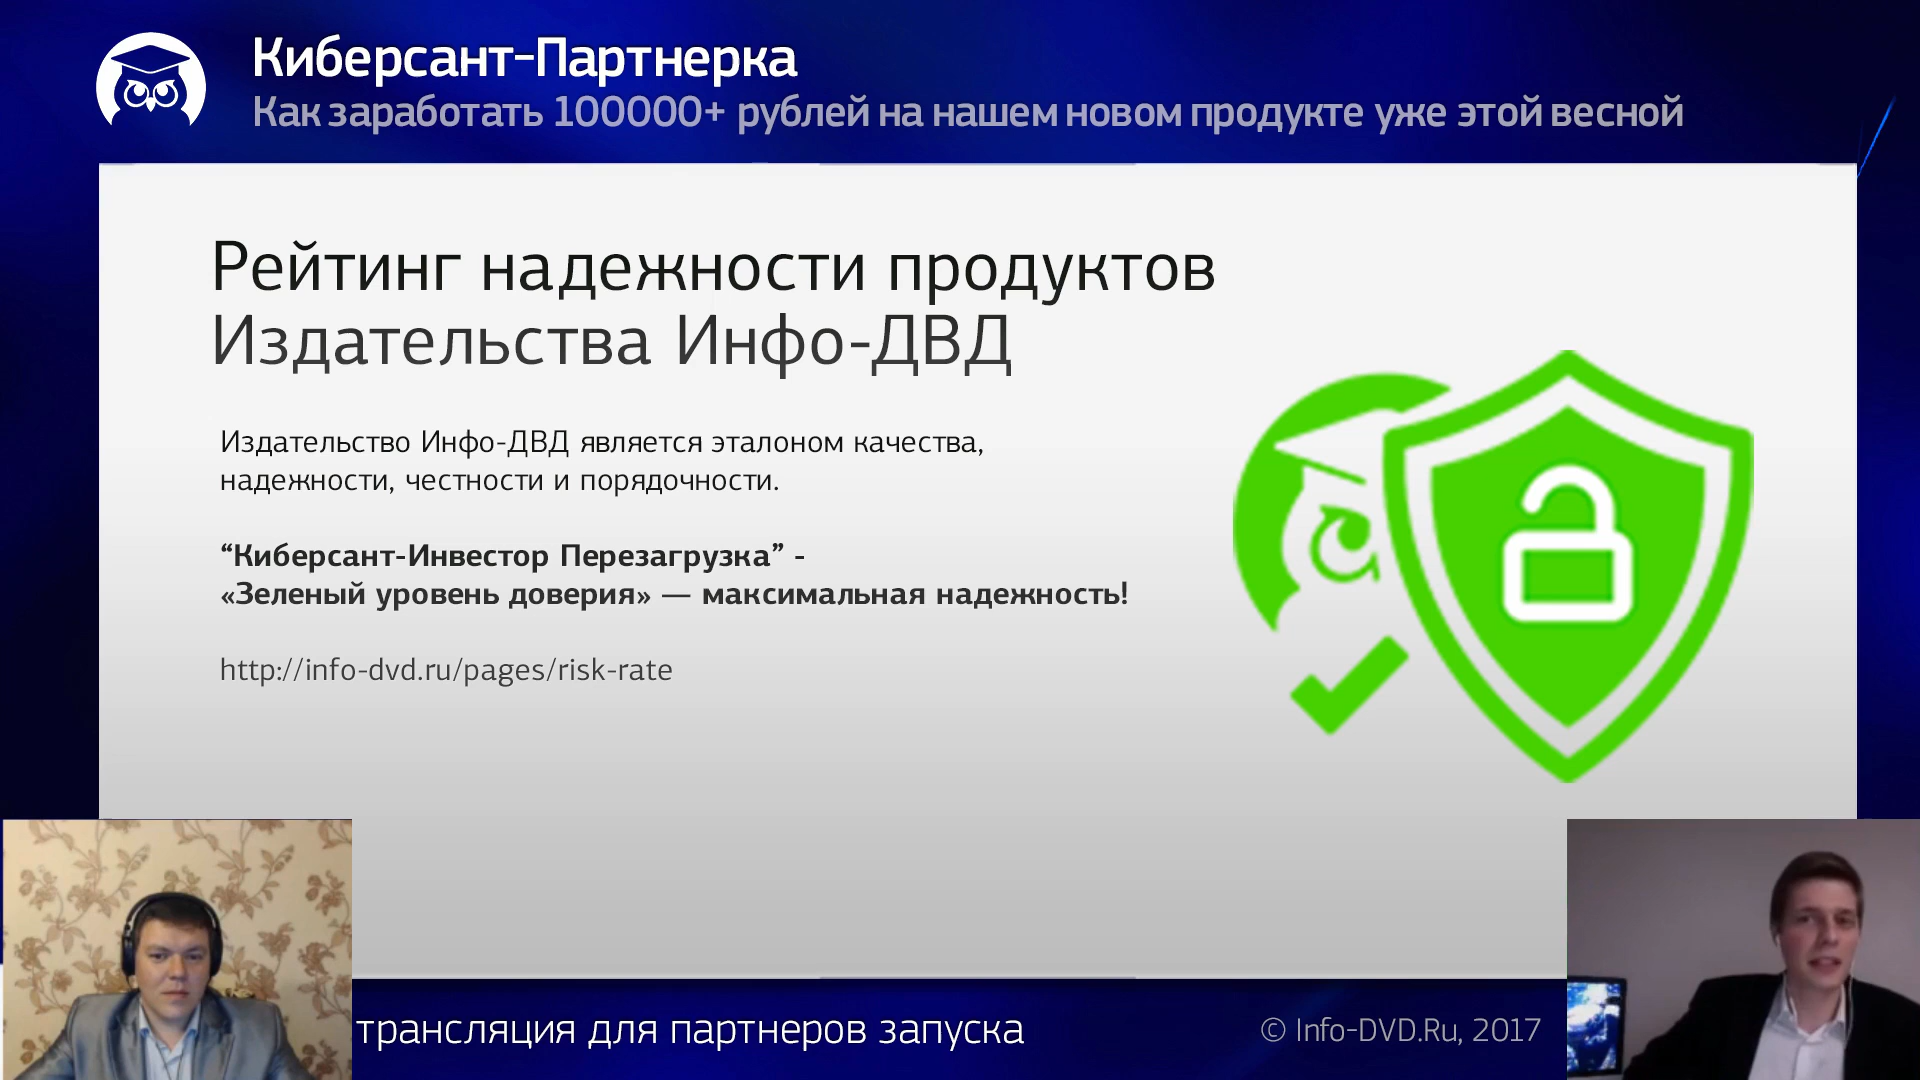 Киберсант-Партнерка
Как заработать 100000+ рублей на нашем новом продукте уже этой весной
Рейтинг надежности продуктов
Издательства Инфо-ДВД
Издательство Инфо-ДВД является эталоном качества,
надежности, честности и порядочности.
“Киберсант-Инвестор Перезагрузка” -
«Зеленый уровень доверия» — максимальная надежность!
http://info-dvd.ru/pages/risk-rate
трансляция для партнеров запуска
© Info-DVD.Ru, 2017